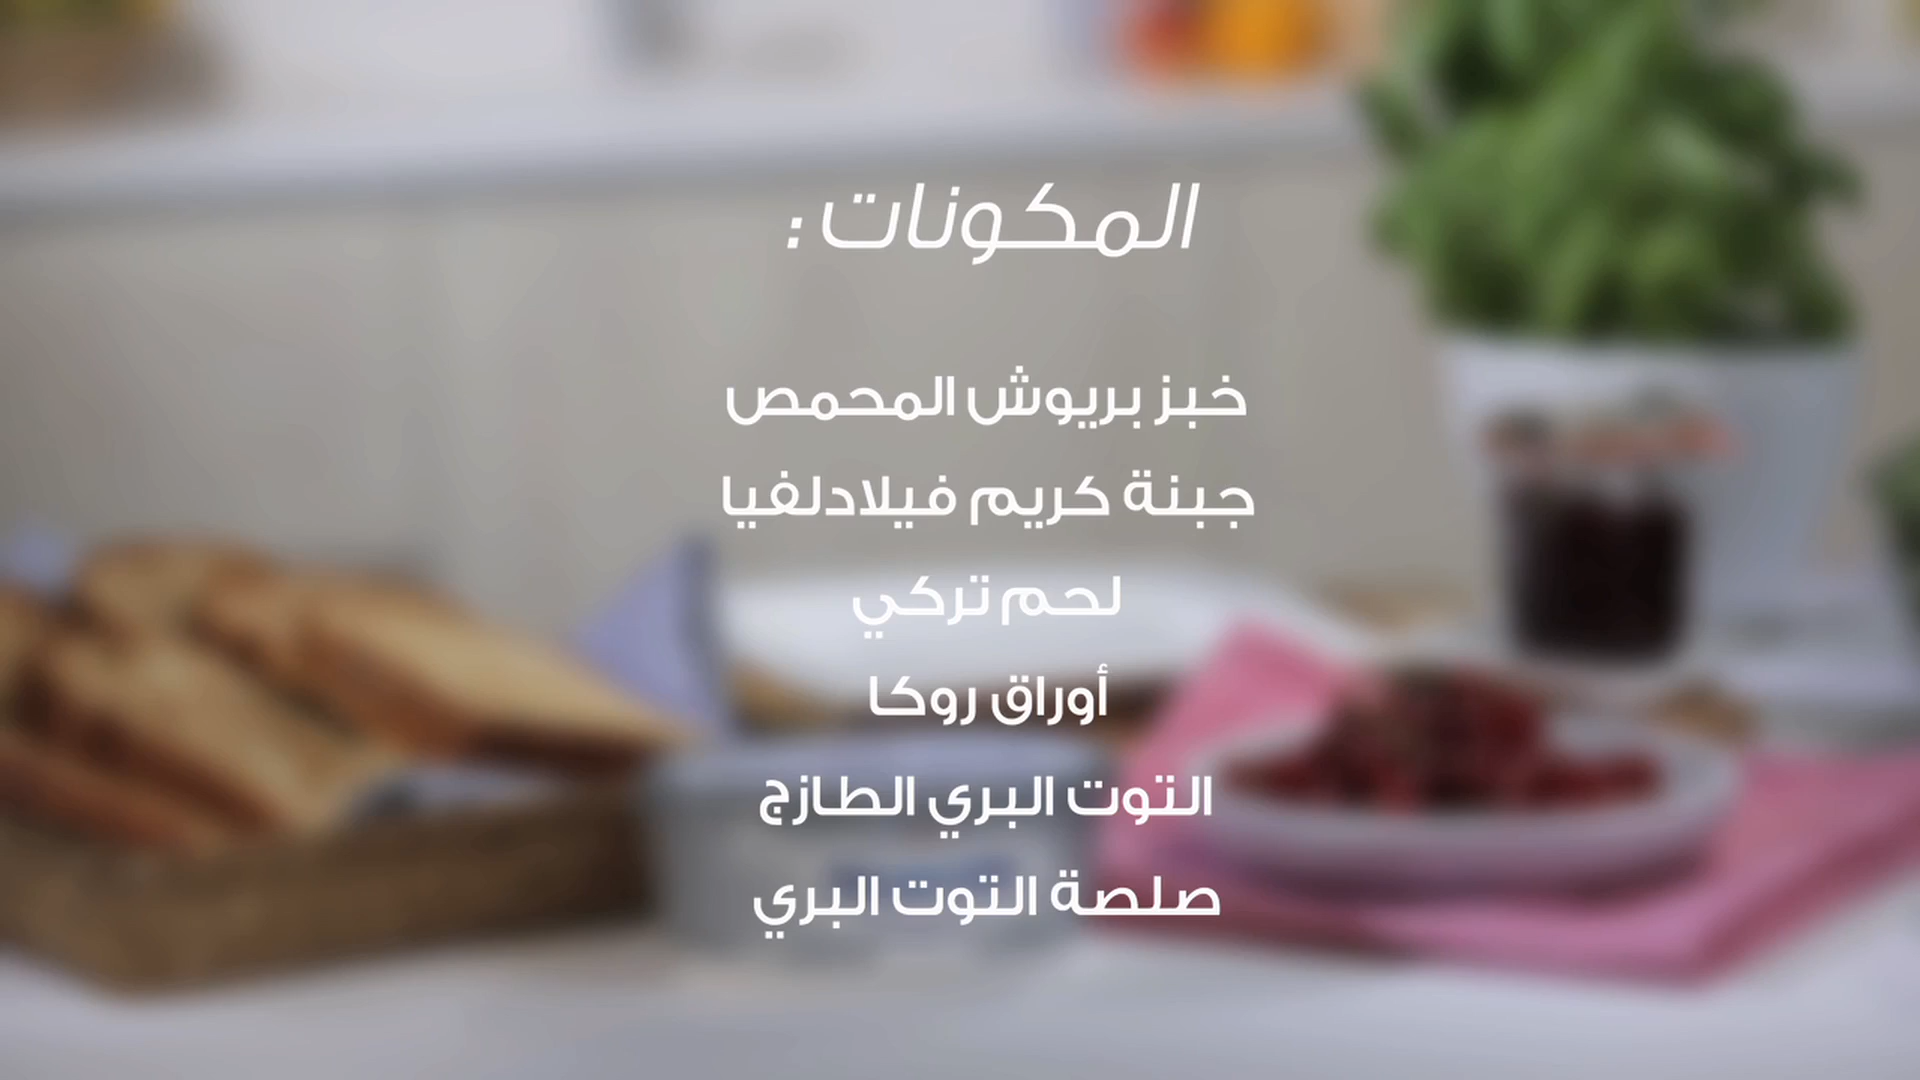 المكونات :
خبز بريوش المحمص
جبنة كريم فيلادلفيا
لحم تركي
أوراق روكا
التوت البري الطازج
صلصة التوت البري